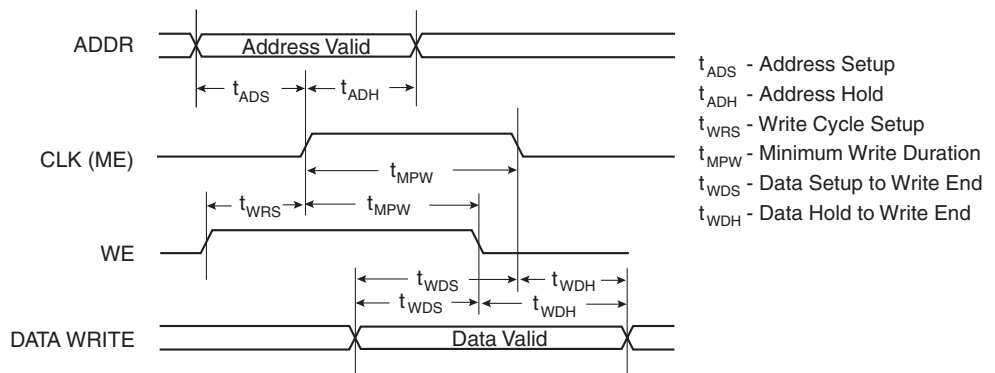 ADDR
Address Valid
tADS
tADH
CLK (ME)
tMPW
tWRS
tMPW
WE
tWDS
tWDH
tWDS
tWDH
DATA WRITE
Data Valid
tADS - Address Setup
tADH - Address Hold
tWRS - Write Cycle Setup
tMPW - Minimum Write Duration
tWDS - Data Setup to Write End
tWDH - Data Hold to Write End